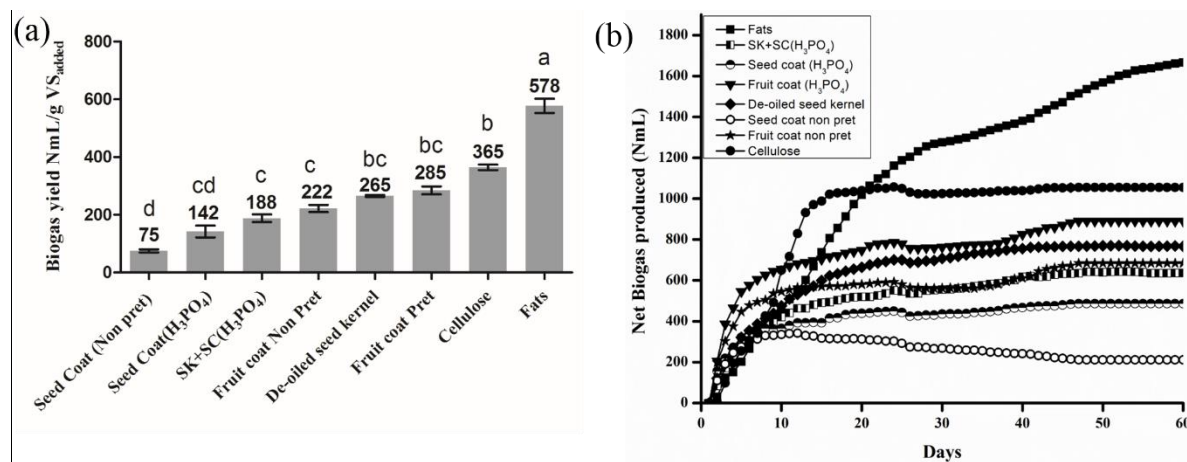 (a)
Biogas yield NmL/g VSadded
800
600
400
200
0
d
75
cd
142
c
188
c
222
bc
265
bc
285
b
365
a
578
Seed Coat (Non pret)
Seed Coat(H3PO4)
SK+SC(H3PO4)
Fruit coat Non Pret
De-oiled seed kernel
Fruit coat Pret
Cellulose
Fats
(b)
Net Biogas produced (NmL)
1800
1600
1400
1200
1000
800
600
400
200
0
Fats
SK+SC(H3PO4)
Seed coat (H3PO4)
Fruit coat (H3PO4)
De-oiled seed kernel
Seed coat non pret
Fruit coat non pret
Cellulose
0 10 20 30 40 50 60
Days